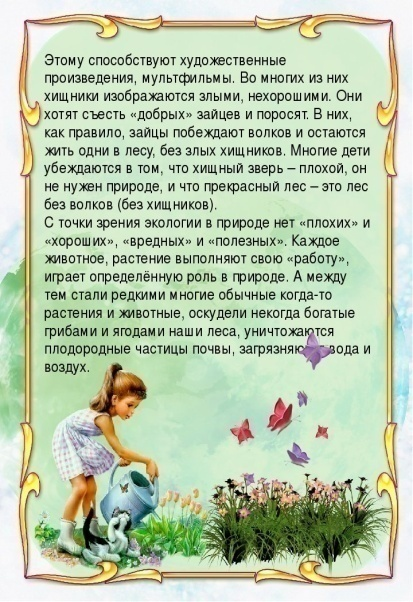 Этому способствуют художественные
произведения, мультфильмы. Во многих из них
хищники изображаются злыми, нехорошими. Они
хотят съесть «добрых» зайцев и поросят. В них,
как правило, зайцы побеждают волков и остаются
жить одни в лесу, без злых хищников. Многие дети
убеждаются в том, что хищный зверь – плохой, он
не нужен природе, и что прекрасный лес – это лес
без волков (без хищников).
С точки зрения экологии в природе нет «плохих» и
«хороших», «вредных» и «полезных». Каждое
животное, растение выполняют свою «работу»,
играет определённую роль в природе. А между
тем стали редкими многие обычные когда-то
растения и животные, оскудели некогда богатые
грибами и ягодами наши леса, уничтожаются
плодородные частицы почвы, загрязняются вода и
воздух.